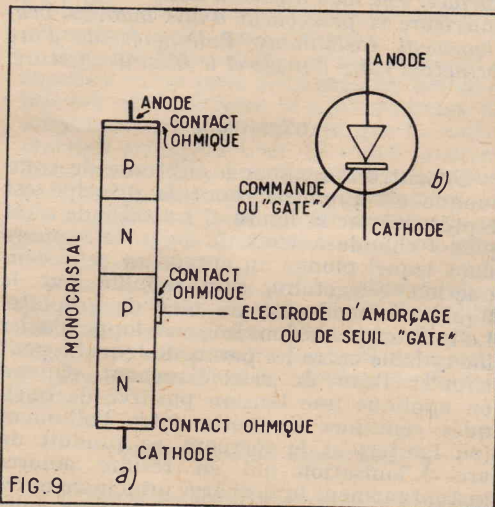 ANODE
CONTACT
OHMIQUE
P
N
P
N
MONOCRISTAL
CONTACT
OHMIQUE
ELECTRODE D'AMORÇAGE
OU DE SEUIL "GATE"
CONTACT OHMIQUE
CATHODE
a)
FIG.9
ANODE
b)
COMMANDE
OU "GATE"
CATHODE